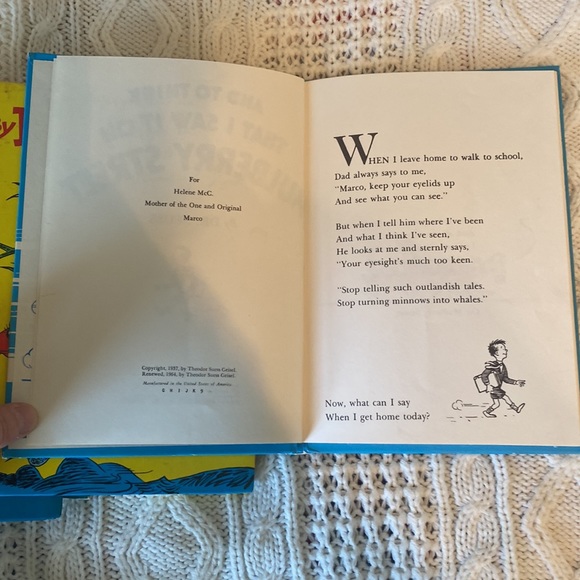 For
Helene McC.
Mother of the One and Original
Marco
Copyright, 1937, by Theodor Seuss Geisel.
Renewed, 1964, by Theodor Seuss Geisel.
Manufactured in the United States of America.
WHEN I leave home to walk to school,
Dad always says to me,
"Marco, keep your eyelids up
And see what you can see."
But when I tell him where I've been
And what I think I've seen,
He looks at me and sternly says,
"Your eyesight's much too keen.
"Stop telling such outlandish tales.
Stop turning minnows into whales."
Now, what can I say
When I get home today?